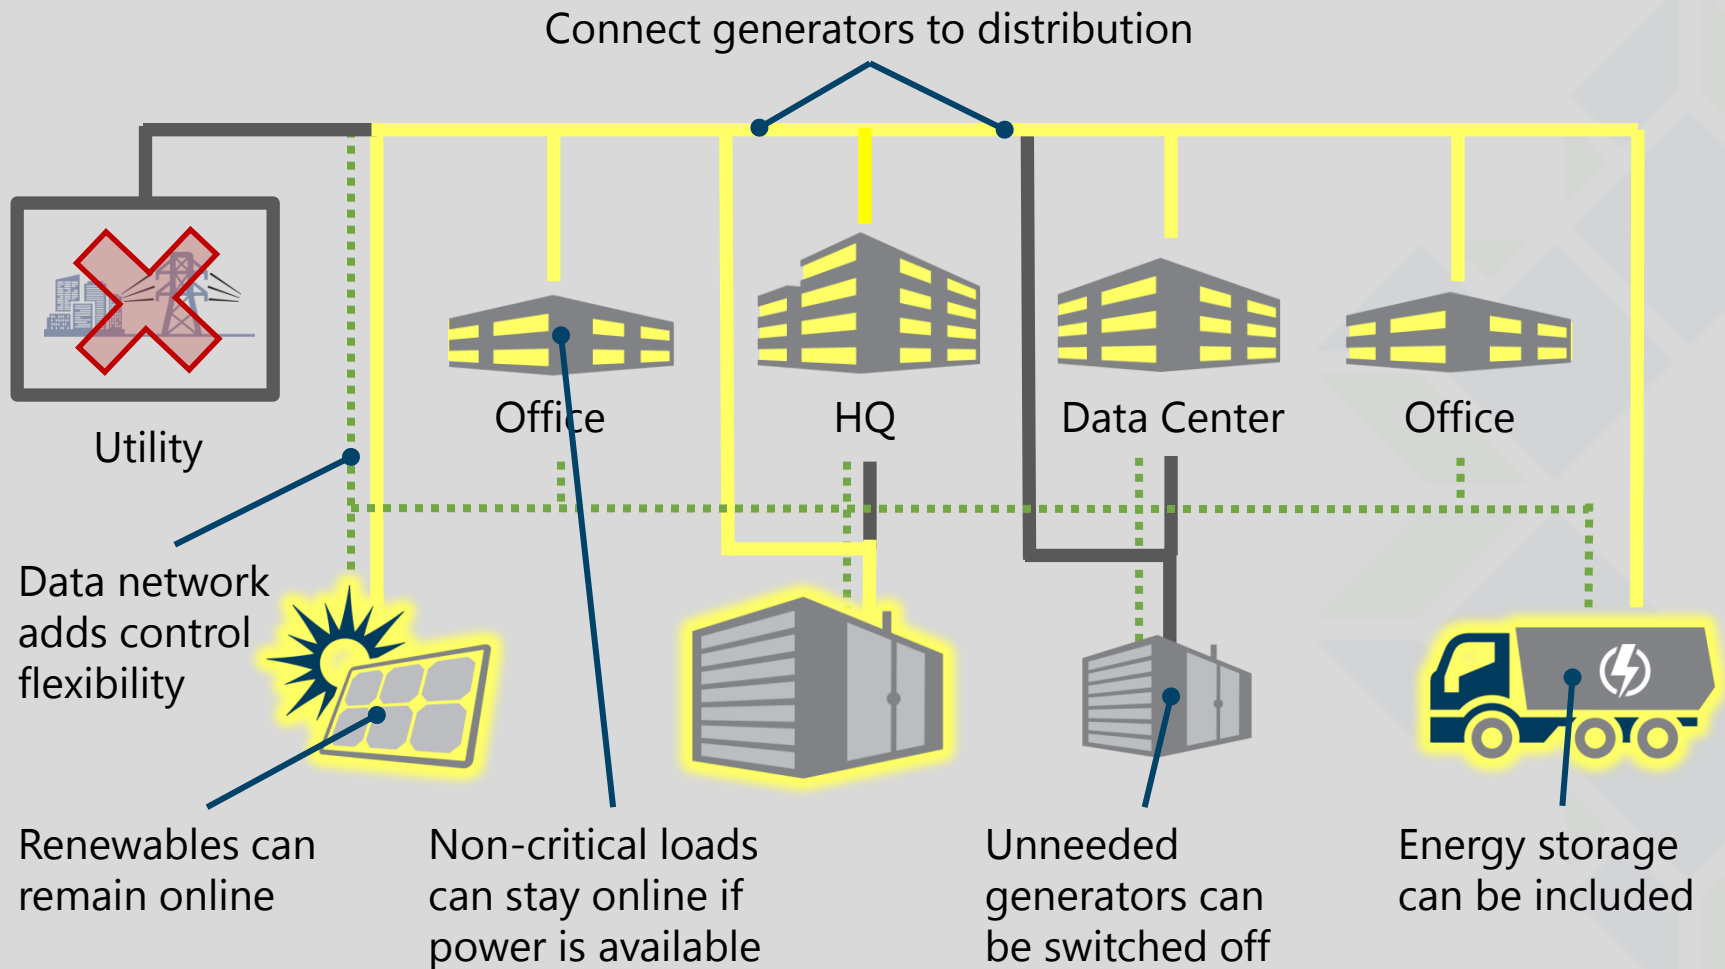 Connect generators to distribution
Office
HQ
Data Center
Office
Utility
Data network
adds control
flexibility
Renewables can
remain online
Non-critical loads
can stay online if
power is available
Unneeded
generators can
be switched off
Energy storage
can be included